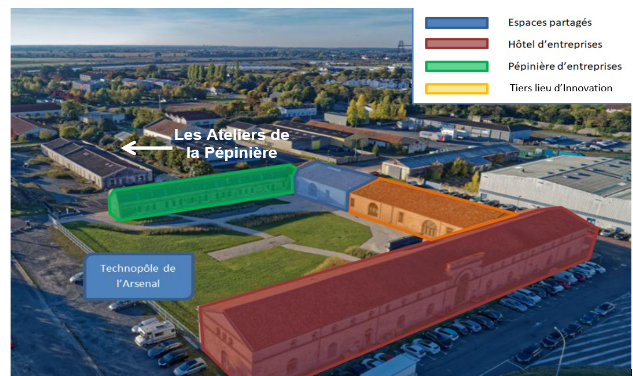 Espaces partagés
Hôtel d'entreprises
Pépinière d'entreprises
Tiers lieu d'Innovation
Les Ateliers de
la Pépinière
Technopôle de
l'Arsenal